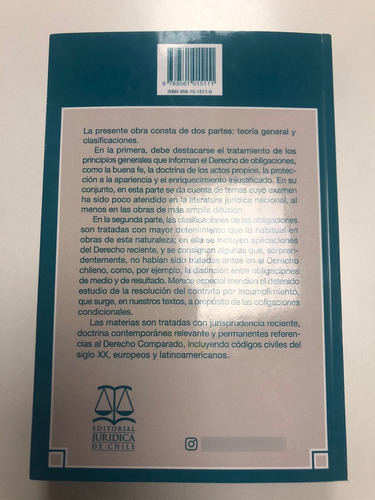 9 789561 015111
ISBN 956-10-1511-0
La presente obra consta de dos partes: teoría general y
clasificaciones.
En la primera, debe destacarse el tratamiento de los
principios generales que informan el Derecho de obligaciones,
como la buena fe, la doctrina de los actos propios, la protec-
ción a la apariencia y el enriquecimiento injustificado. En su
conjunto, en esta parte se da cuenta de temas cuyo examen
ha sido poco atendido en la literatura jurídica nacional, al
menos en las obras de más amplia difusión.
En la segunda parte, las clasificaciones de las obligaciones
son tratadas con mayor detenimiento que lo habitual en
obras de esta naturaleza; en ella se incluyen aplicaciones
del Derecho reciente, y se consignan algunas que, sorpren-
dentemente, no habían sido tratadas antes en el Derecho
chileno, como, por ejemplo, la distinción entre obligaciones
de medio y de resultado. Merece especial mención el detenido
estudio de la resolución del contrato por incumplimiento,
que surge, en nuestros textos, a propósito de las obligaciones
condicionales.
Las materias son tratadas con jurisprudencia reciente,
doctrina contemporánea relevante y permanentes referen-
cias al Derecho Comparado, incluyendo códigos civiles del
siglo XX, europeos y latinoamericanos.
EDITORIAL
JURIDICA
DE CHILE